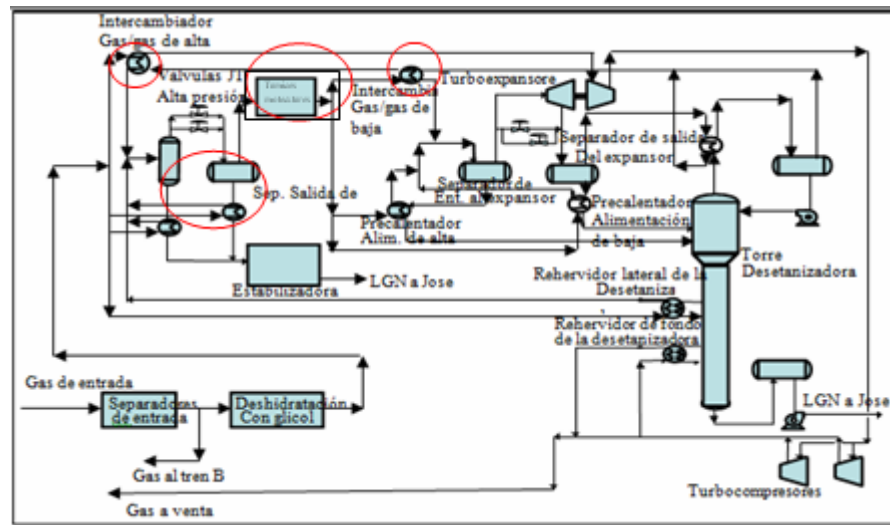 Intercambiador
Gas/gas de alta
Válvulas JT
Alta presión
Intercambia
Gas/gas de
baja
Turboexpansore
Separador de salida
Del expansor
Sep. Salida de
Separador de
Ent. al expansor
Precalentador
Alim. de alta
Precalentador
Alimentación
de baja
Torre
Desetanizadora
Estabilizadora
LGN a Jose
Rehervidor lateral de la
Desetaniza
Rehervidor de fondo
de la desetanizadora
Gas de entrada
Separadores
de entrada
Deshidratación
Con glicol
LGN a Jose
Gas al tren B
Turbocompresores
Gas a venta